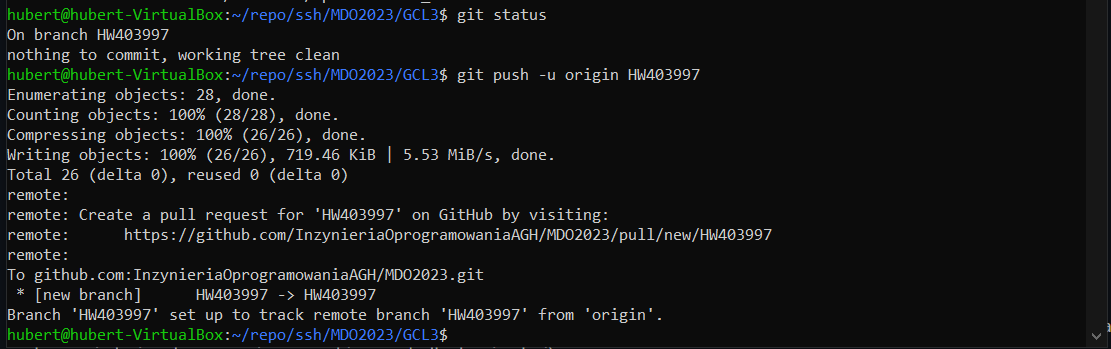 hubert@hubert-VirtualBox:~/repo/ssh/MDO2023/GCL3$ git status
On branch HW403997
nothing to commit, working tree clean
hubert@hubert-VirtualBox:~/repo/ssh/MDO2023/GCL3$ git push -u origin HW403997
Enumerating objects: 28, done.
Counting objects: 100% (28/28), done.
Compressing objects: 100% (26/26), done.
Writing objects: 100% (26/26), 719.46 KiB | 5.53 MiB/s, done.
Total 26 (delta 0), reused 0 (delta 0)
remote:
remote: Create a pull request for 'HW403997' on GitHub by visiting:
remote:      https://github.com/InzynieriaOprogramowaniaAGH/MDO2023/pull/new/HW403997
remote:
To github.com:InzynieriaOprogramowaniaAGH/MDO2023.git
 * [new branch]      HW403997 -> HW403997
Branch 'HW403997' set up to track remote branch 'HW403997' from 'origin'.
hubert@hubert-VirtualBox:~/repo/ssh/MDO2023/GCL3$